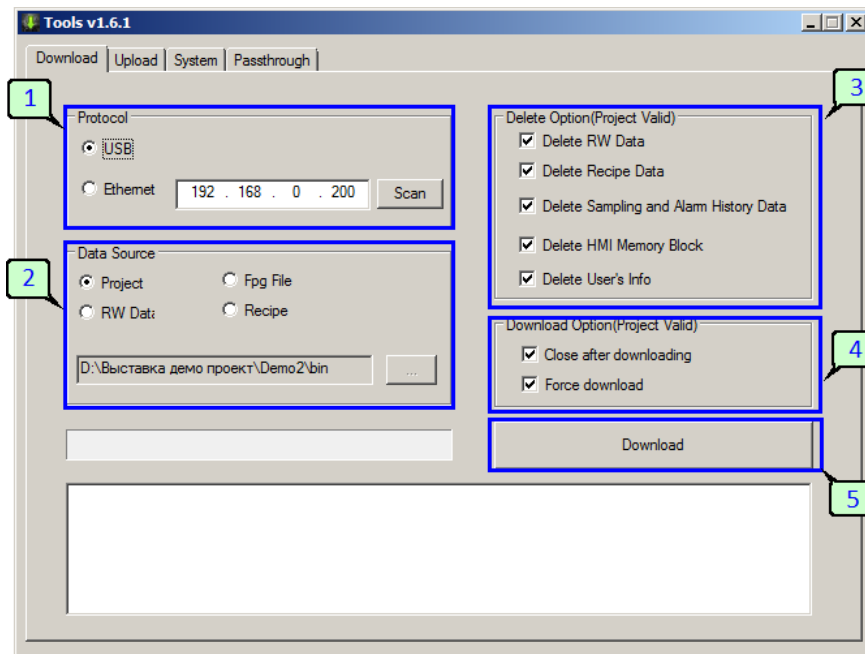 Tools v1.6.1
Download
Upload
System
Passthrough
1
Protocol
USB
Ethernet
192 . 168 . 0 . 200
Scan
2
Data Source
Project
Fpg File
RW Data
Recipe
D:\Выставка демо проект\Demo2\bin
...
3
Delete Option(Project Valid)
Delete RW Data
Delete Recipe Data
Delete Sampling and Alarm History Data
Delete HMI Memory Block
Delete User's Info
4
Download Option(Project Valid)
Close after downloading
Force download
Download
5